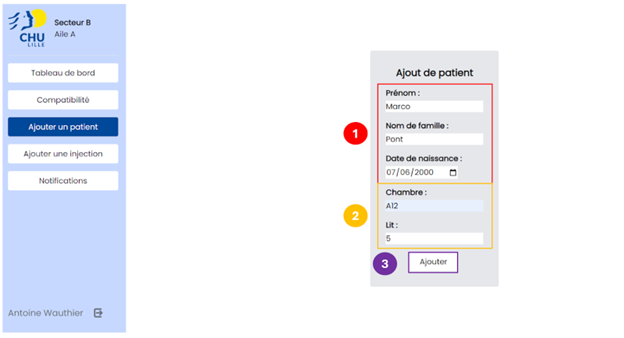 Secteur B
Aile A
CHU
LILLE
Tableau de bord
Compatibilité
Ajouter un patient
Ajouter une injection
Notifications
Antoine Wauthier
Ajout de patient
1
Prénom :
Marco
Nom de famille :
Pont
Date de naissance :
07/06/2000
2
Chambre :
A12
Lit :
5
3
Ajouter